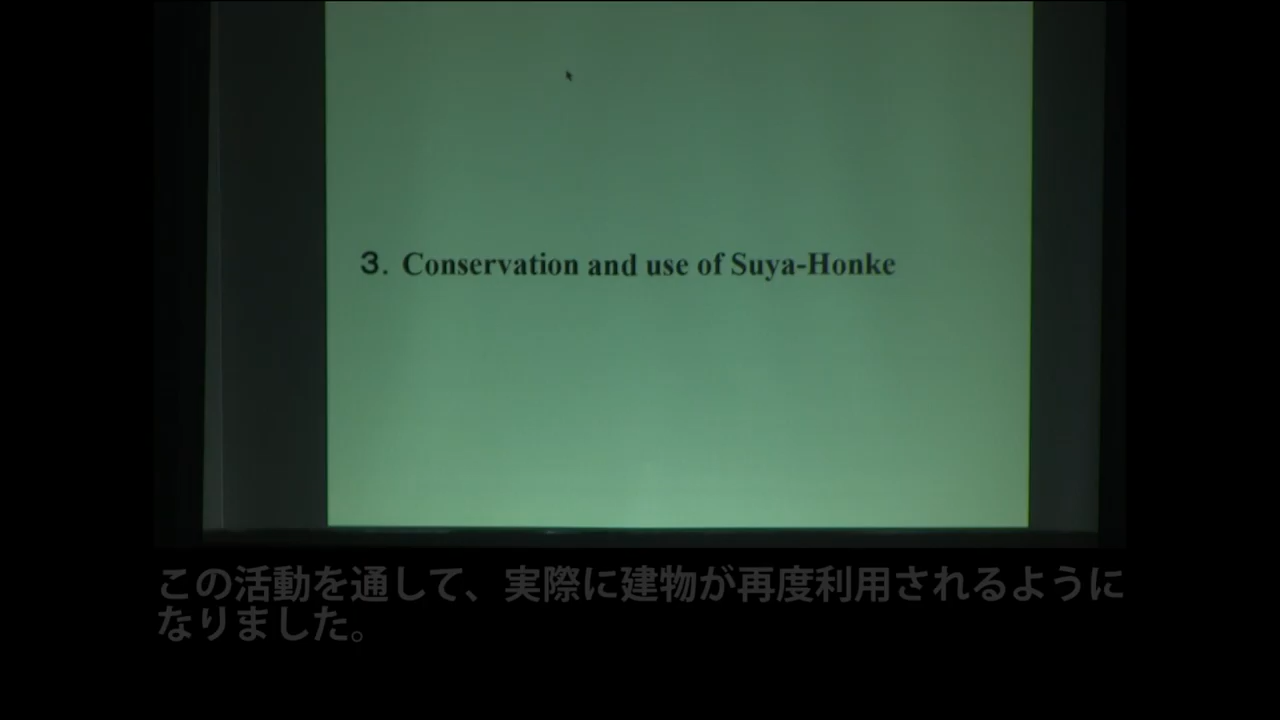 ３. Conservation and use of Suya-Honke
この活動を通して、実際に建物が再度利用されるように
なりました。